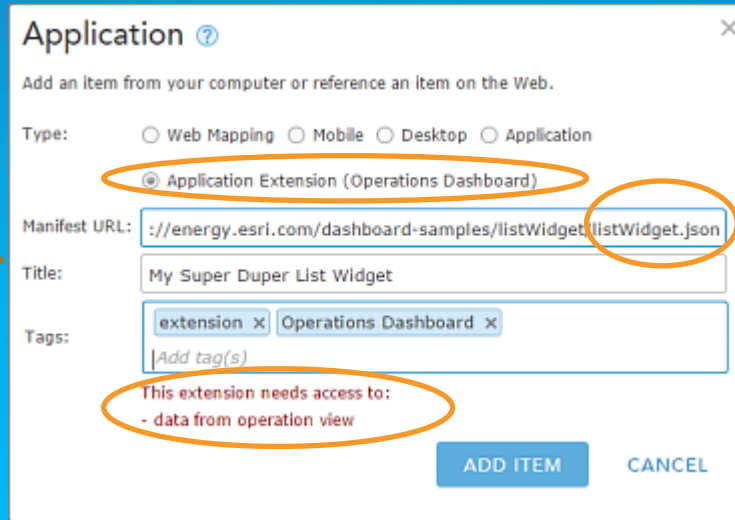 Application ?
×
Add an item from your computer or reference an item on the Web.
Type: Web Mapping Mobile Desktop Application
Application Extension (Operations Dashboard)
Manifest URL: ://energy.esri.com/dashboard-samples/listWidget/listWidget.json
Title: My Super Duper List Widget
Tags: extension × Operations Dashboard ×
Add tag(s)
This extension needs access to:
- data from operation view
ADD ITEM CANCEL